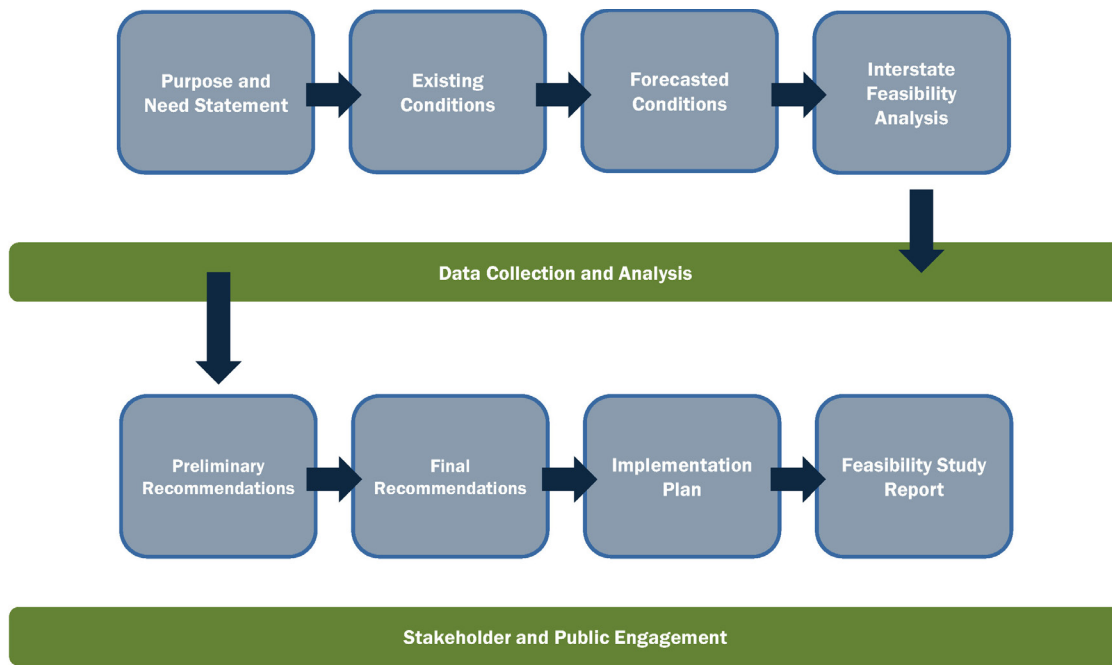 Purpose and
Need Statement
Existing
Conditions
Forecasted
Conditions
Interstate
Feasibility
Analysis
Data Collection and Analysis
Preliminary
Recommendations
Final
Recommendations
Implementation
Plan
Feasibility Study
Report
Stakeholder and Public Engagement